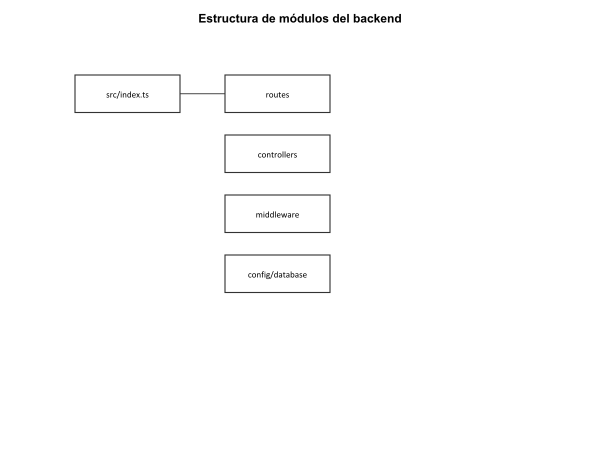 Estructura de módulos del backend
src/index.ts
routes
controllers
middleware
config/database